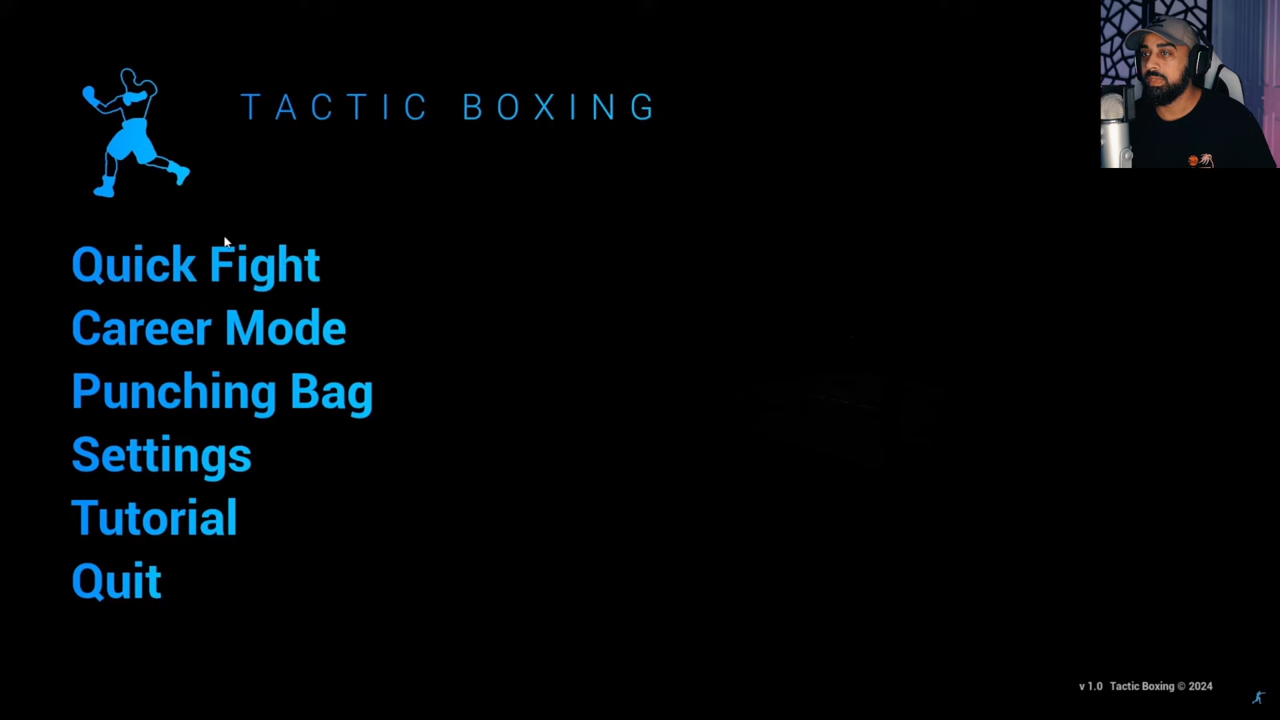 TACTIC BOXING
Quick Fight
Career Mode
Punching Bag
Settings
Tutorial
Quit
v 1.0 Tactic Boxing © 2024